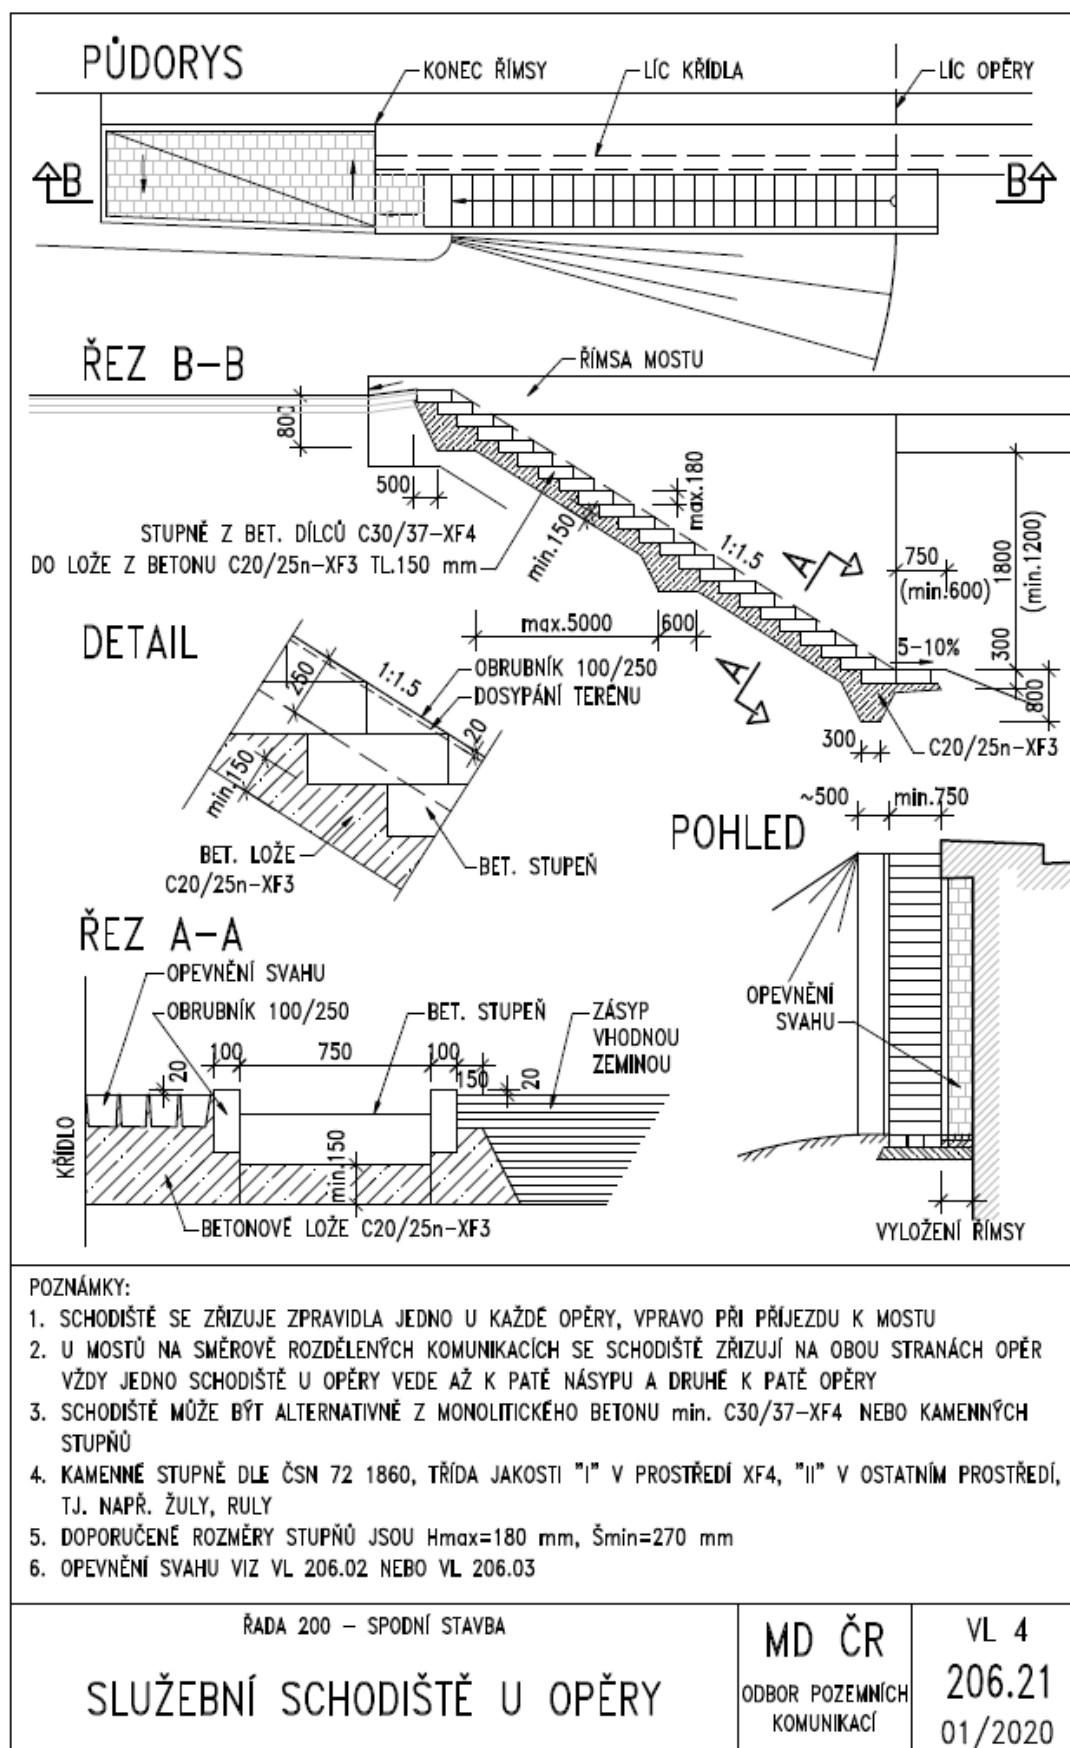 PŮDORYS
KONEC ŘÍMSY
LÍC KŘÍDLA
LÍC OPĚRY
B
B
ŘEZ B-B
ŘÍMSA MOSTU
800
500
max.180
STUPNĚ Z BET. DÍLCŮ C30/37-XF4
DO LOŽE Z BETONU C20/25n-XF3 TL.150 mm
min.150
1:1.5
A
750
(min.600)
1800
(min.1200)
max.5000
600
5-10%
300
800
A
300
C20/25n-XF3
DETAIL
250
1:1.5
OBRUBNÍK 100/250
DOSYPÁNÍ TERÉNU
20
min.150
BET. LOŽE
C20/25n-XF3
BET. STUPEŇ
~500
min.750
POHLED
OPEVNĚNÍ
SVAHU
VYLOŽENÍ ŘÍMSY
ŘEZ A-A
OPEVNĚNÍ SVAHU
OBRUBNÍK 100/250
BET. STUPEŇ
ZÁSYP
VHODNOU
ZEMINOU
100
750
100
150
20
20
KŘÍDLO
min.150
BETONOVÉ LOŽE C20/25n-XF3
POZNÁMKY:
1. SCHODIŠTĚ SE ZŘIZUJE ZPRAVIDLA JEDNO U KAŽDÉ OPĚRY, VPRAVO PŘI PŘÍJEZDU K MOSTU
2. U MOSTŮ NA SMĚROVĚ ROZDĚLENÝCH KOMUNIKACÍCH SE SCHODIŠTĚ ZŘIZUJÍ NA OBOU STRANÁCH OPĚR
VŽDY JEDNO SCHODIŠTĚ U OPĚRY VEDE AŽ K PATĚ NÁSYPU A DRUHÉ K PATĚ OPĚRY
3. SCHODIŠTĚ MŮŽE BÝT ALTERNATIVNĚ Z MONOLITICKÉHO BETONU min. C30/37-XF4 NEBO KAMENNÝCH
STUPŇŮ
4. KAMENNÉ STUPNĚ DLE ČSN 72 1860, TŘÍDA JAKOSTI "I" V PROSTŘEDÍ XF4, "II" V OSTATNÍM PROSTŘEDÍ,
TJ. NAPŘ. ŽULY, RULY
5. DOPORUČENÉ ROZMĚRY STUPŇŮ JSOU Hmax=180 mm, Šmin=270 mm
6. OPEVNĚNÍ SVAHU VIZ VL 206.02 NEBO VL 206.03
ŘADA 200 - SPODNÍ STAVBA
SLUŽEBNÍ SCHODIŠTĚ U OPĚRY
MD ČR
ODBOR POZEMNÍCH
KOMUNIKACÍ
VL 4
206.21
01/2020